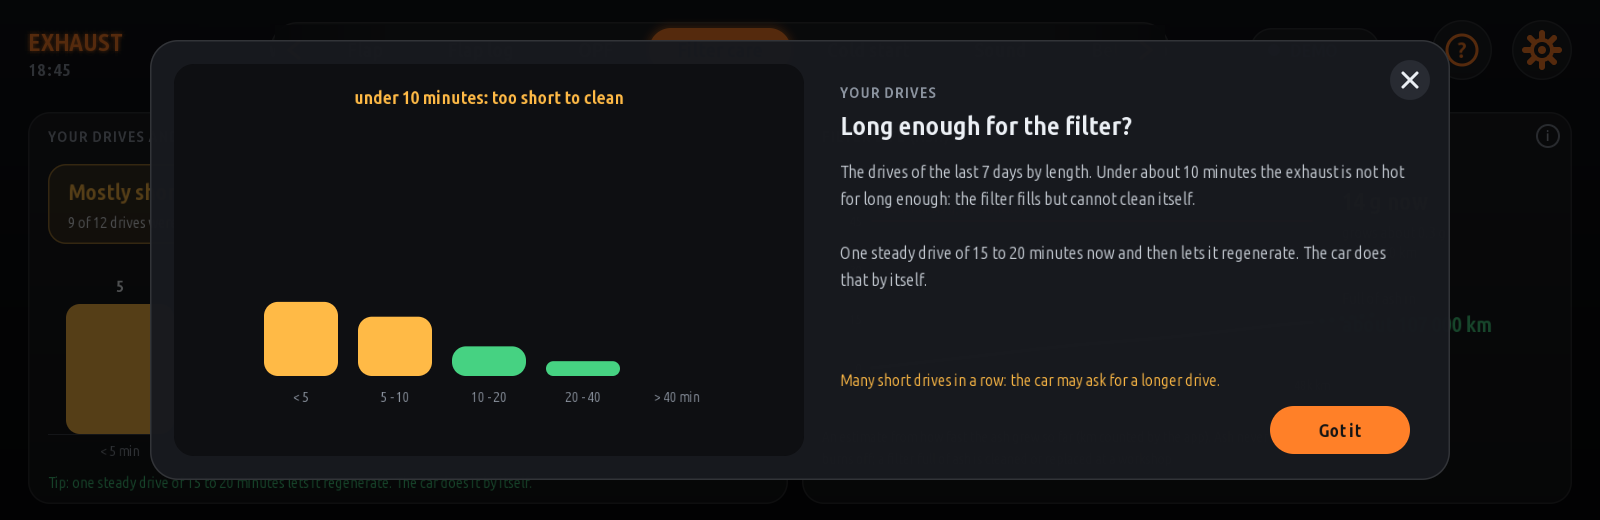 EXHAUST
18:45
?
YOUR DRIVES
Mostly sh
9 of 12 drives
5
< 5 min
Tip: one steady drive of 15 to 20 minutes lets it regenerate. The car does it by itself.
under 10 minutes: too short to clean
< 5
5 - 10
10 - 20
20 - 40
> 40 min
YOUR DRIVES
Long enough for the filter?
The drives of the last 7 days by length. Under about 10 minutes the exhaust is not hot
for long enough: the filter fills but cannot clean itself.
One steady drive of 15 to 20 minutes now and then lets it regenerate. The car does
that by itself.
Many short drives in a row: the car may ask for a longer drive.
Got it
i
00 km